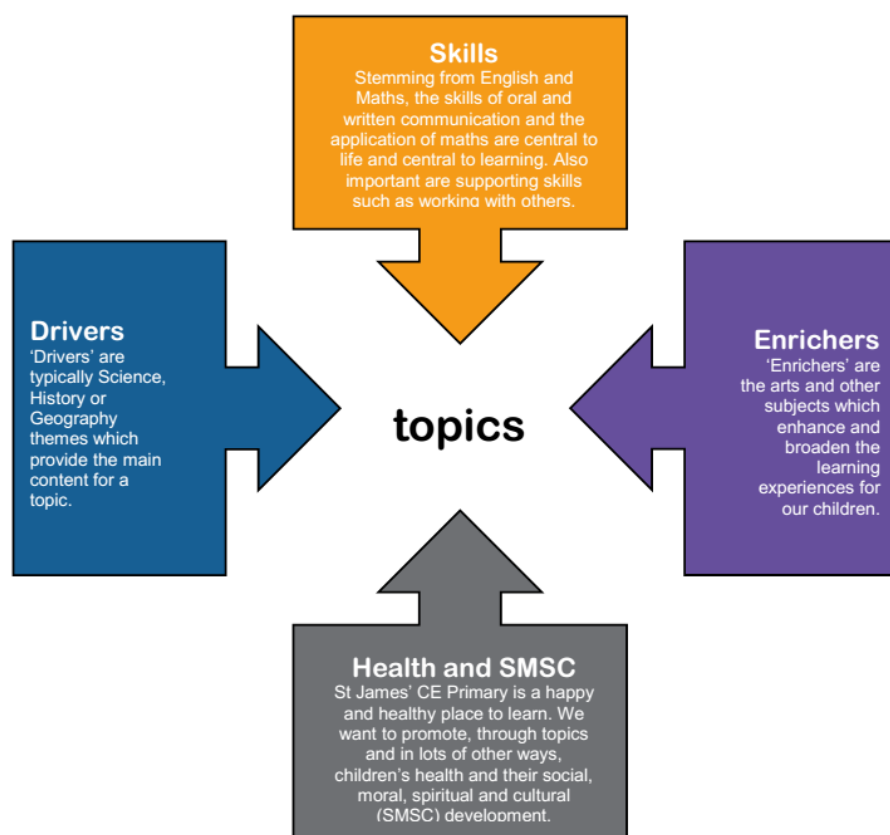 Skills
Stemming from English and
Maths, the skills of oral and
written communication and the
application of maths are central to
life and central to learning. Also
important are supporting skills
such as working with others.
Drivers
‘Drivers’ are
typically Science,
History or
Geography
themes which
provide the main
content for a
topic.
topics
Enrichers
‘Enrichers’ are
the arts and other
subjects which
enhance and
broaden the
learning
experiences for
our children.
Health and SMSC
St James’ CE Primary is a happy
and healthy place to learn. We
want to promote, through topics
and in lots of other ways,
children’s health and their social,
moral, spiritual and cultural
(SMSC) development.